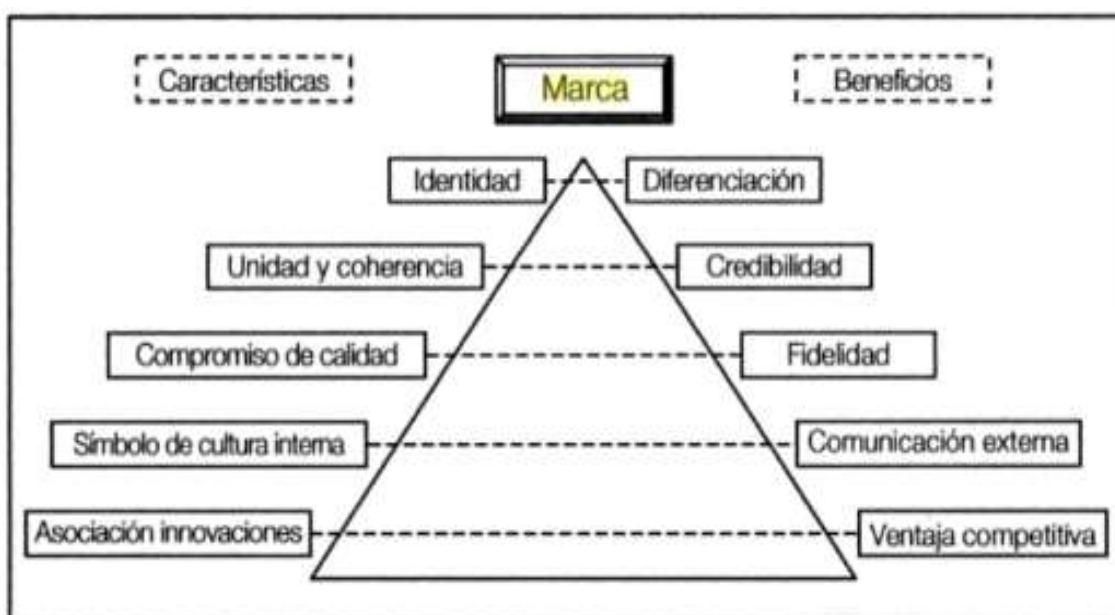 Características
Marca
Beneficios
Identidad
Diferenciación
Unidad y coherencia
Credibilidad
Compromiso de calidad
Fidelidad
Símbolo de cultura interna
Comunicación externa
Asociación innovaciones
Ventaja competitiva